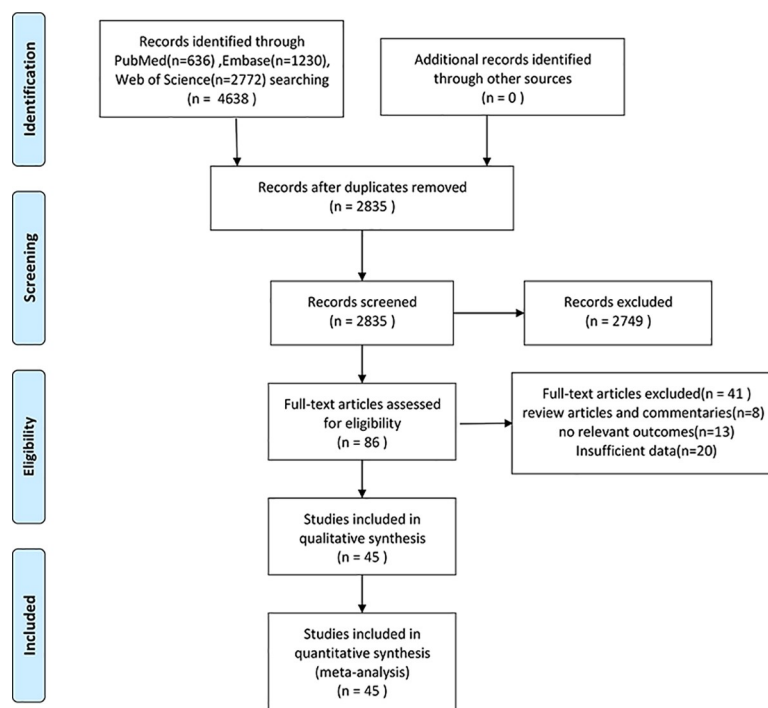 Identification
Records identified through
PubMed(n=636) ,Embase(n=1230),
Web of Science(n=2772) searching
(n = 4638 )
Additional records identified
through other sources
(n = 0 )
Records after duplicates removed
(n = 2835 )
Screening
Records screened
(n = 2835 )
Records excluded
(n = 2749 )
Eligibility
Full-text articles assessed
for eligibility
(n = 86 )
Full-text articles excluded(n = 41 )
review articles and commentaries(n=8)
no relevant outcomes(n=13)
Insufficient data(n=20)
Studies included in
qualitative synthesis
(n = 45 )
Included
Studies included in
quantitative synthesis
(meta-analysis)
(n = 45 )